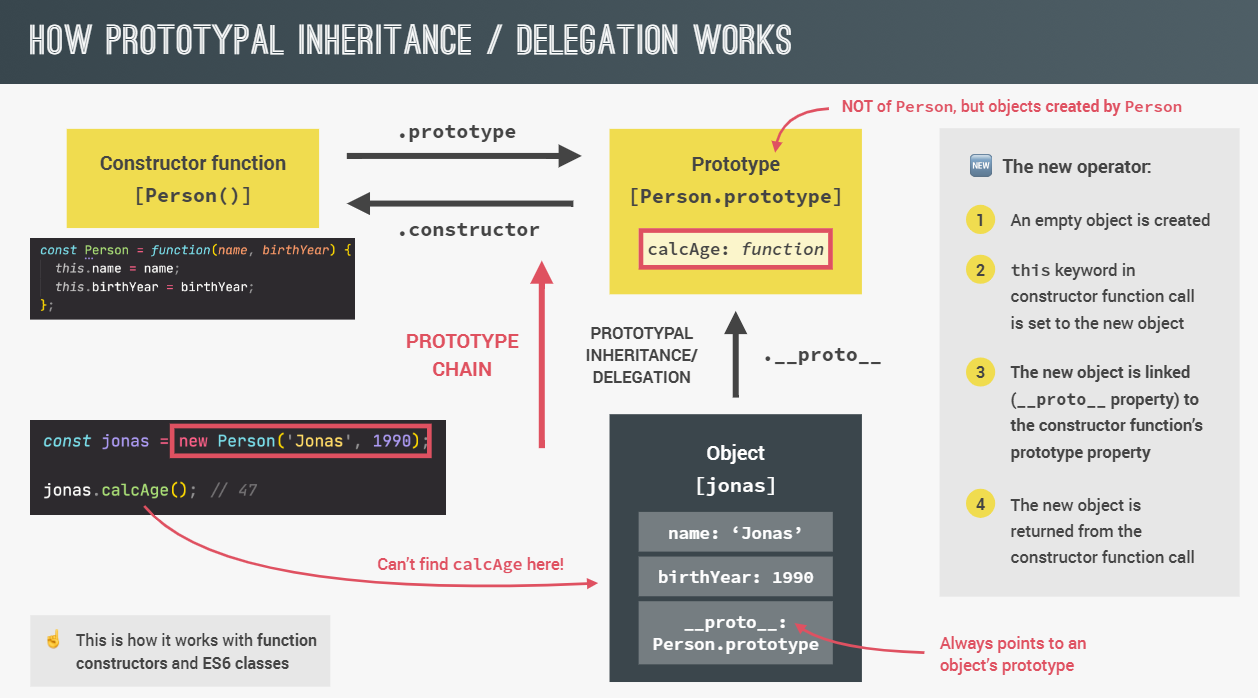 HOW PROTOTYPAL INHERITANCE / DELEGATION WORKS
NOT of Person, but objects created by Person
Constructor function
[Person()]
.prototype
.constructor
Prototype
[Person.prototype]
calcAge: function
const Person = function(name, birthYear) {
this.name = name;
this.birthYear = birthYear;
};
PROTOTYPE
CHAIN
PROTOTYPAL
INHERITANCE/
DELEGATION
.__proto__
const jonas = new Person('Jonas', 1990);
jonas.calcAge(); // 47
Can't find calcAge here!
Object
[jonas]
name: ‘Jonas’
birthYear: 1990
__proto__:
Person.prototype
Always points to an
object's prototype
☝ This is how it works with function
constructors and ES6 classes
NEW The new operator:
1 An empty object is created
2 this keyword in
constructor function call
is set to the new object
3 The new object is linked
(__proto__ property) to
the constructor function's
prototype property
4 The new object is
returned from the
constructor function call